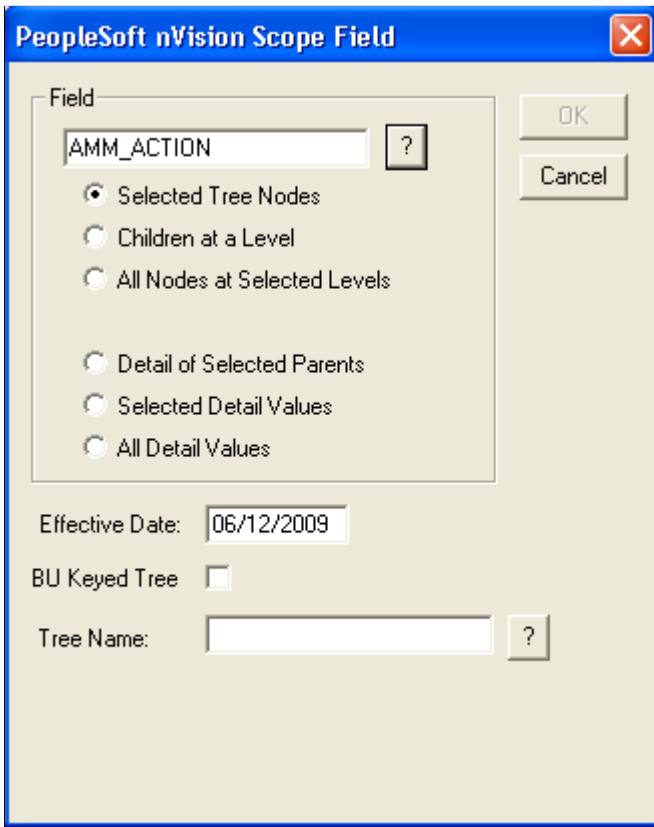 PeopleSoft nVision Scope Field
Field
OK
AMM_ACTION ?
Cancel
Selected Tree Nodes
Children at a Level
All Nodes at Selected Levels
Detail of Selected Parents
Selected Detail Values
All Detail Values
Effective Date: 06/12/2009
BU Keyed Tree
Tree Name: ?